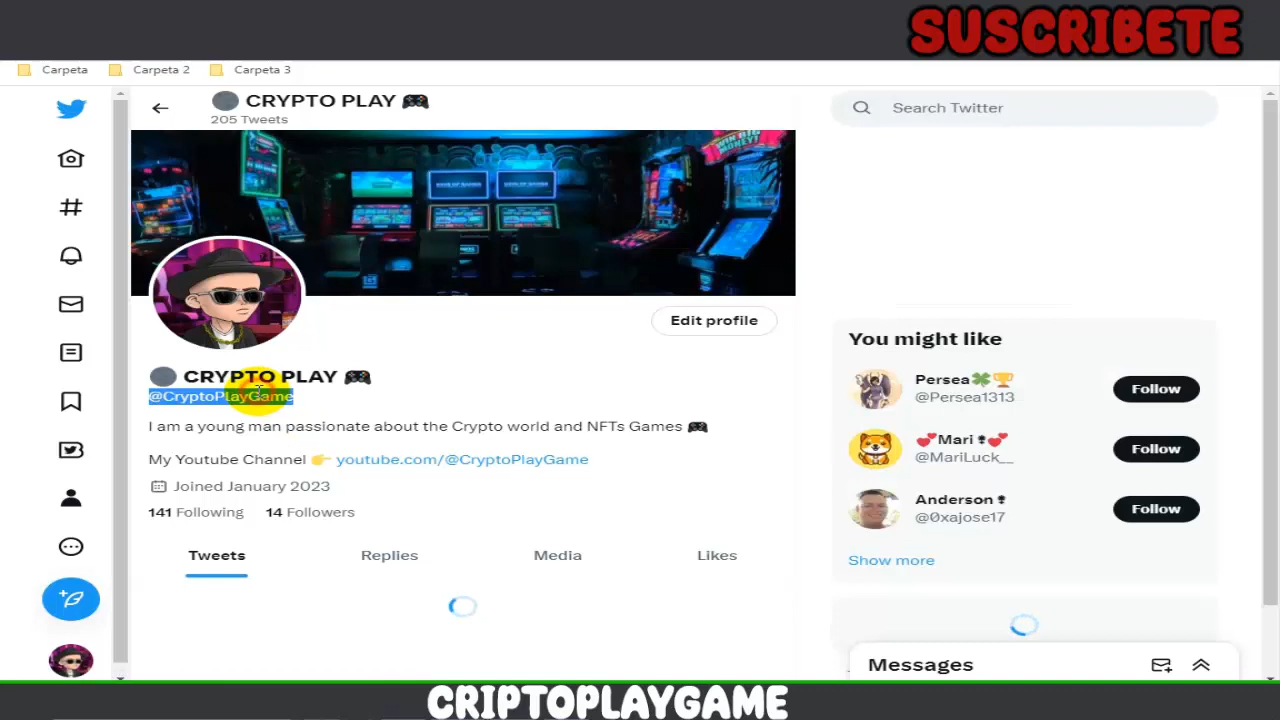 SUSCRIBETE
Carpeta Carpeta 2 Carpeta 3
CRYPTO PLAY
205 Tweets
Search Twitter
WIN BIG MONEY!
Edit profile
CRYPTO PLAY
@CryptoPlayGame
I am a young man passionate about the Crypto world and NFTs Games
My Youtube Channel youtube.com/@CryptoPlayGame
Joined January 2023
141 Following 14 Followers
Tweets Replies Media Likes
You might like
Persea
@Persea1313
Follow
Mari
@MariLuck__
Follow
Anderson
@0xajose17
Follow
Show more
Messages
CRIPTOPLAYGAME